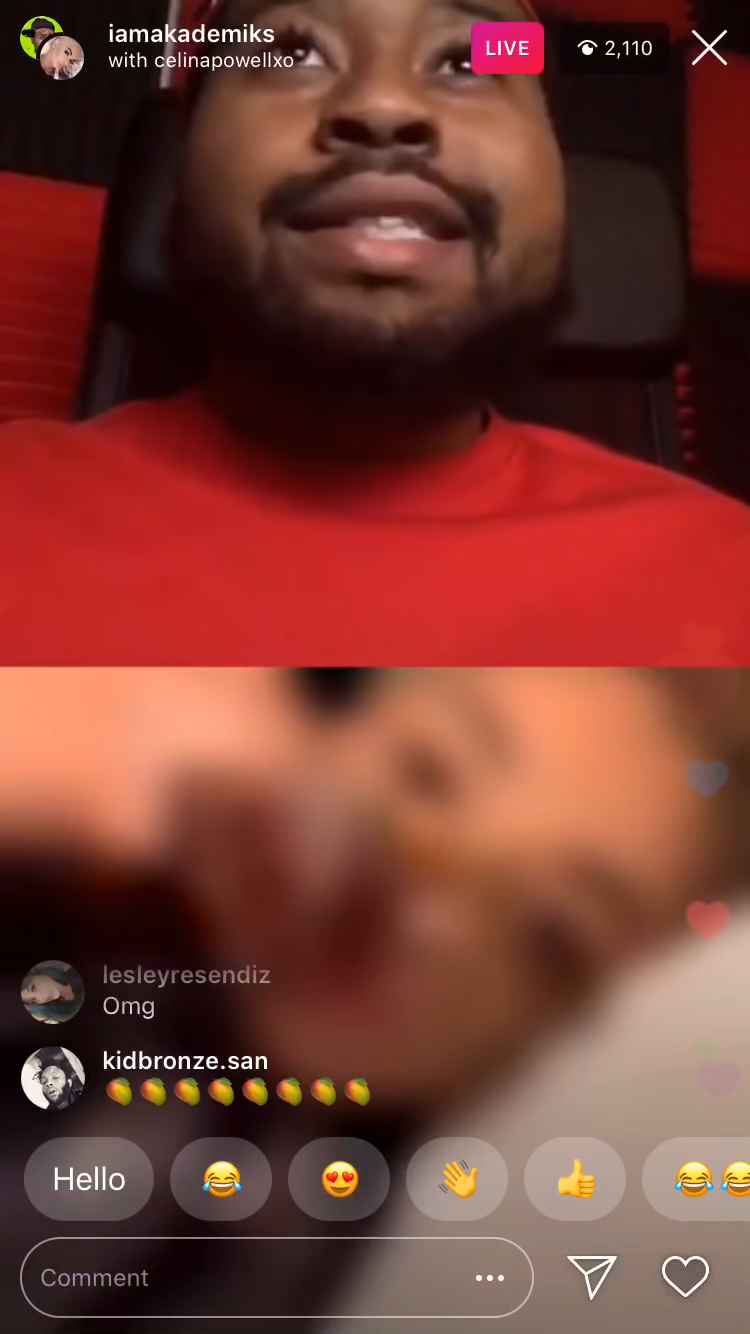 iamakademiks
with celinapowellxo
LIVE
2,110
lesleyresendiz
Omg
kidbronze.san
🥭🥭🥭🥭🥭🥭🥭🥭
Hello 😂 😍 👋 👍 😂😂
Comment